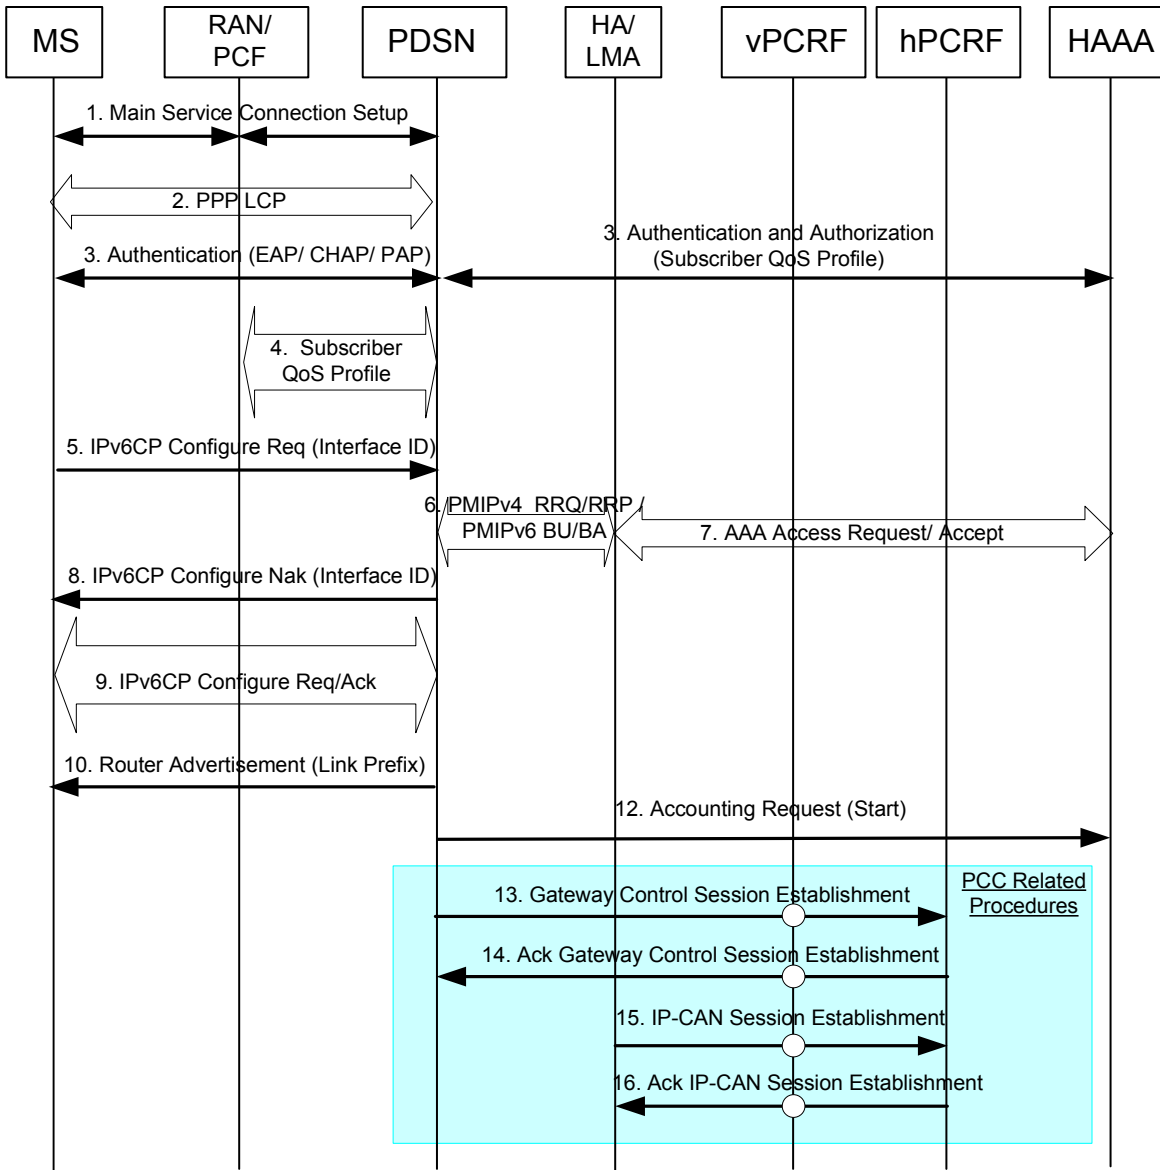 MS
RAN/
PCF
PDSN
HA/
LMA
vPCRF
hPCRF
HAAA
1. Main Service Connection Setup
2. PPP LCP
3. Authentication (EAP/ CHAP/ PAP)
3. Authentication and Authorization
(Subscriber QoS Profile)
4. Subscriber
QoS Profile
5. IPv6CP Configure Req (Interface ID)
6. PMIPv4 RRQ/RRP /
PMIPv6 BU/BA
7. AAA Access Request/ Accept
8. IPv6CP Configure Nak (Interface ID)
9. IPv6CP Configure Req/Ack
10. Router Advertisement (Link Prefix)
12. Accounting Request (Start)
PCC Related
Procedures
13. Gateway Control Session Establishment
14. Ack Gateway Control Session Establishment
15. IP-CAN Session Establishment
16. Ack IP-CAN Session Establishment